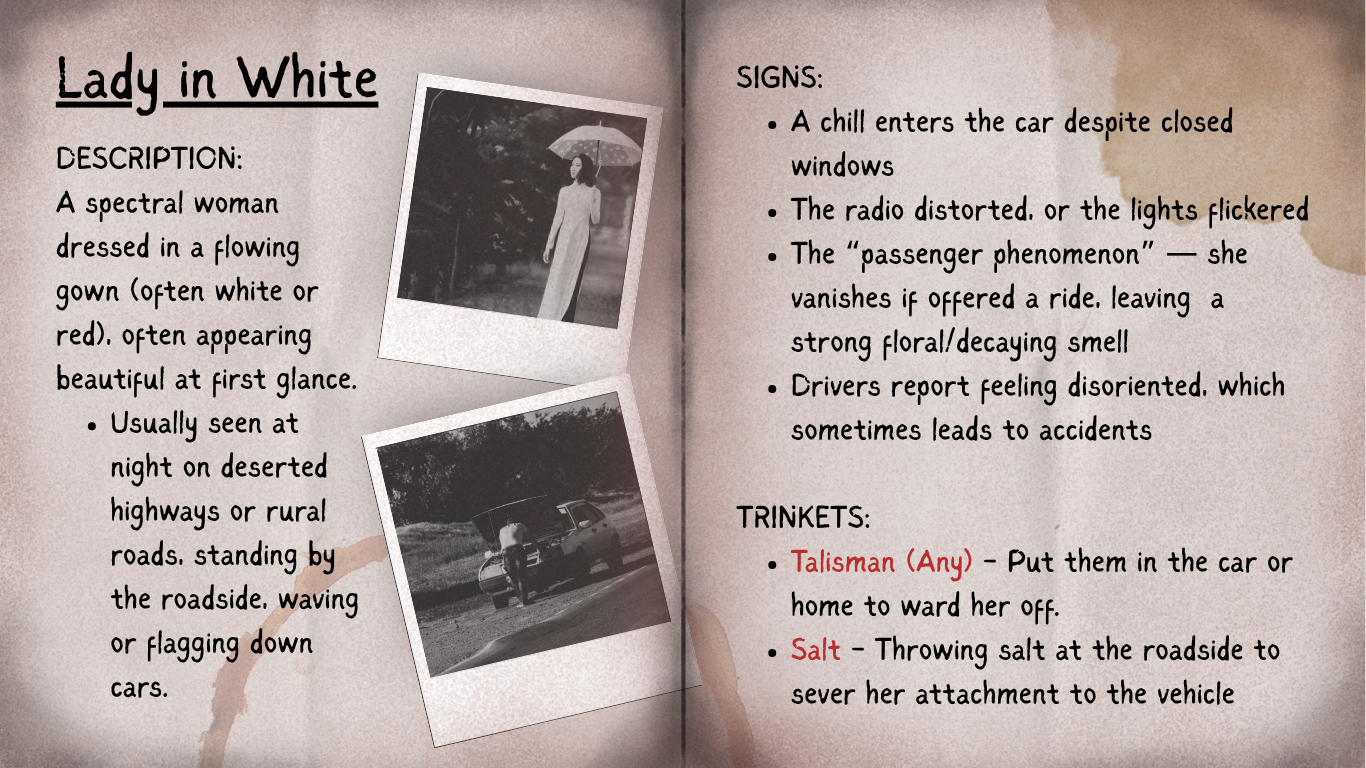 Lady in White
DESCRIPTION:
A spectral woman
dressed in a flowing
gown (often white or
red), often appearing
beautiful at first glance.
• Usually seen at
night on deserted
highways or rural
roads, standing by
the roadside, waving
or flagging down
cars.
SIGNS:
• A chill enters the car despite closed
windows
• The radio distorted, or the lights flickered
• The “passenger phenomenon” — she
vanishes if offered a ride, leaving a
strong floral/decaying smell
• Drivers report feeling disoriented, which
sometimes leads to accidents
TRINKETS:
• Talisman (Any) - Put them in the car or
home to ward her off.
• Salt - Throwing salt at the roadside to
sever her attachment to the vehicle